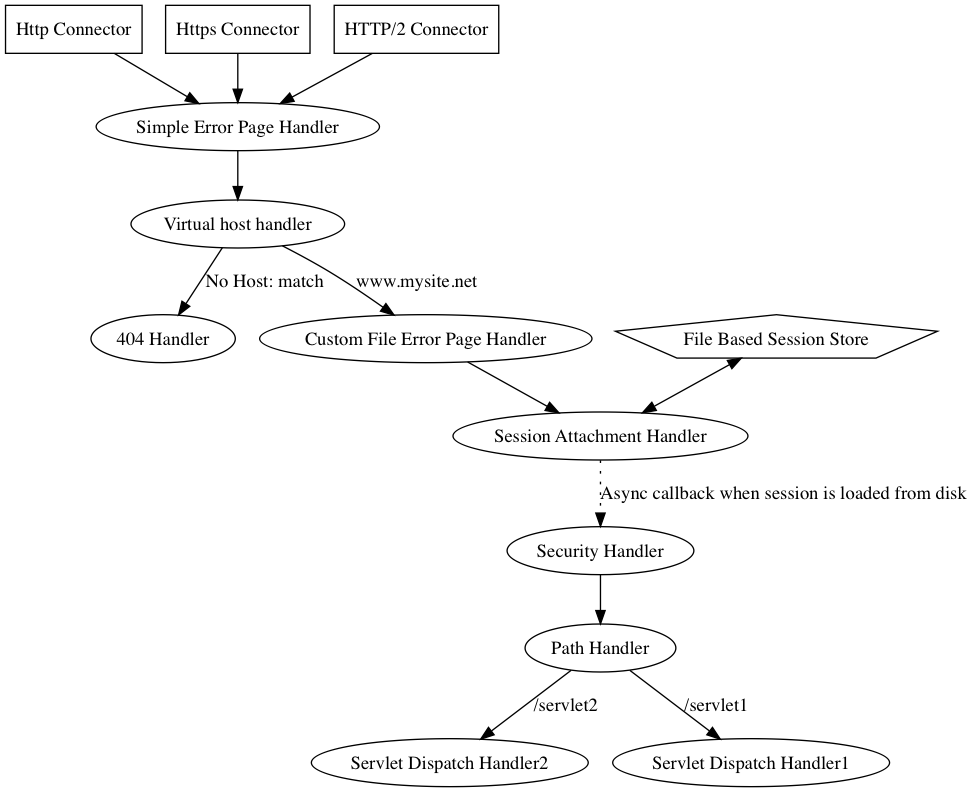 Http Connector
Https Connector
HTTP/2 Connector
Simple Error Page Handler
Virtual host handler
No Host: match
www.mysite.net
404 Handler
Custom File Error Page Handler
File Based Session Store
Session Attachment Handler
Async callback when session is loaded from disk
Security Handler
Path Handler
/servlet2
/servlet1
Servlet Dispatch Handler2
Servlet Dispatch Handler1